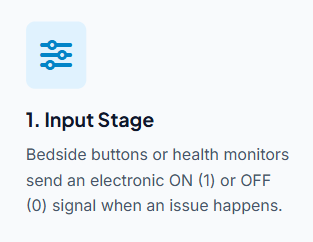 1. Input Stage
Bedside buttons or health monitors
send an electronic ON (1) or OFF
(0) signal when an issue happens.